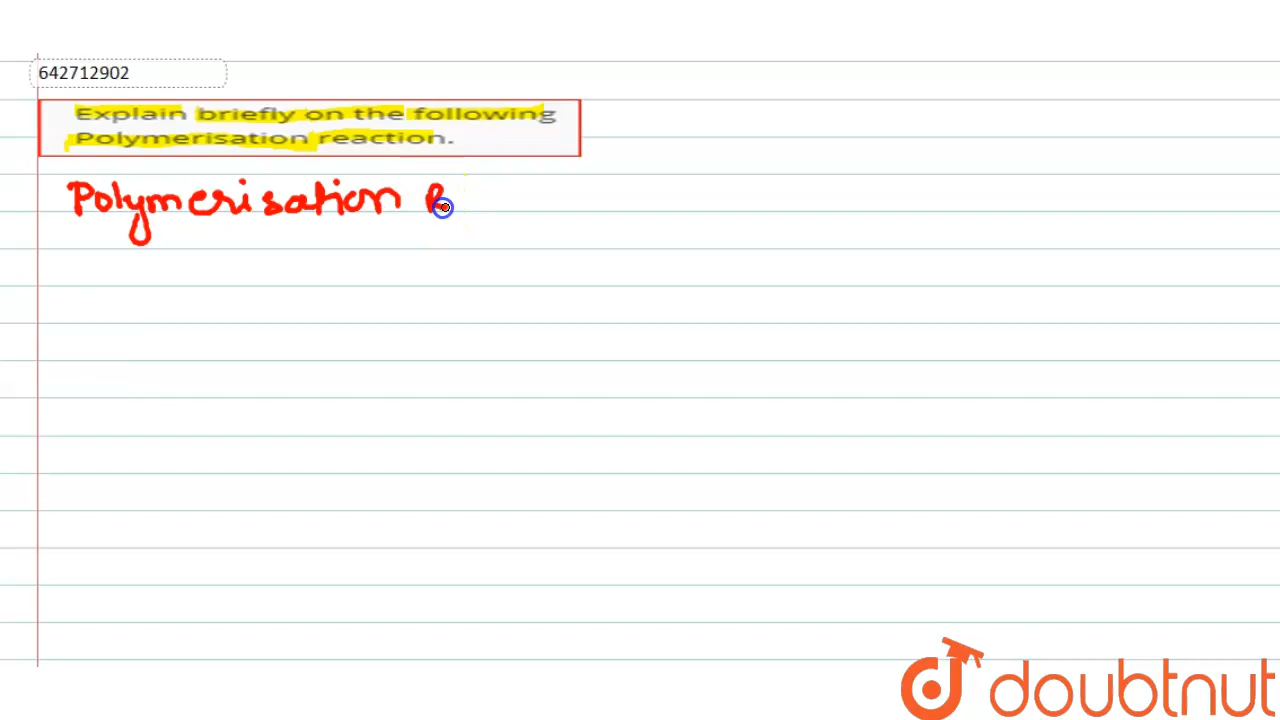 642712902
Explain briefly on the following
Polymerisation reaction.
Polymerisation R
doubtnut